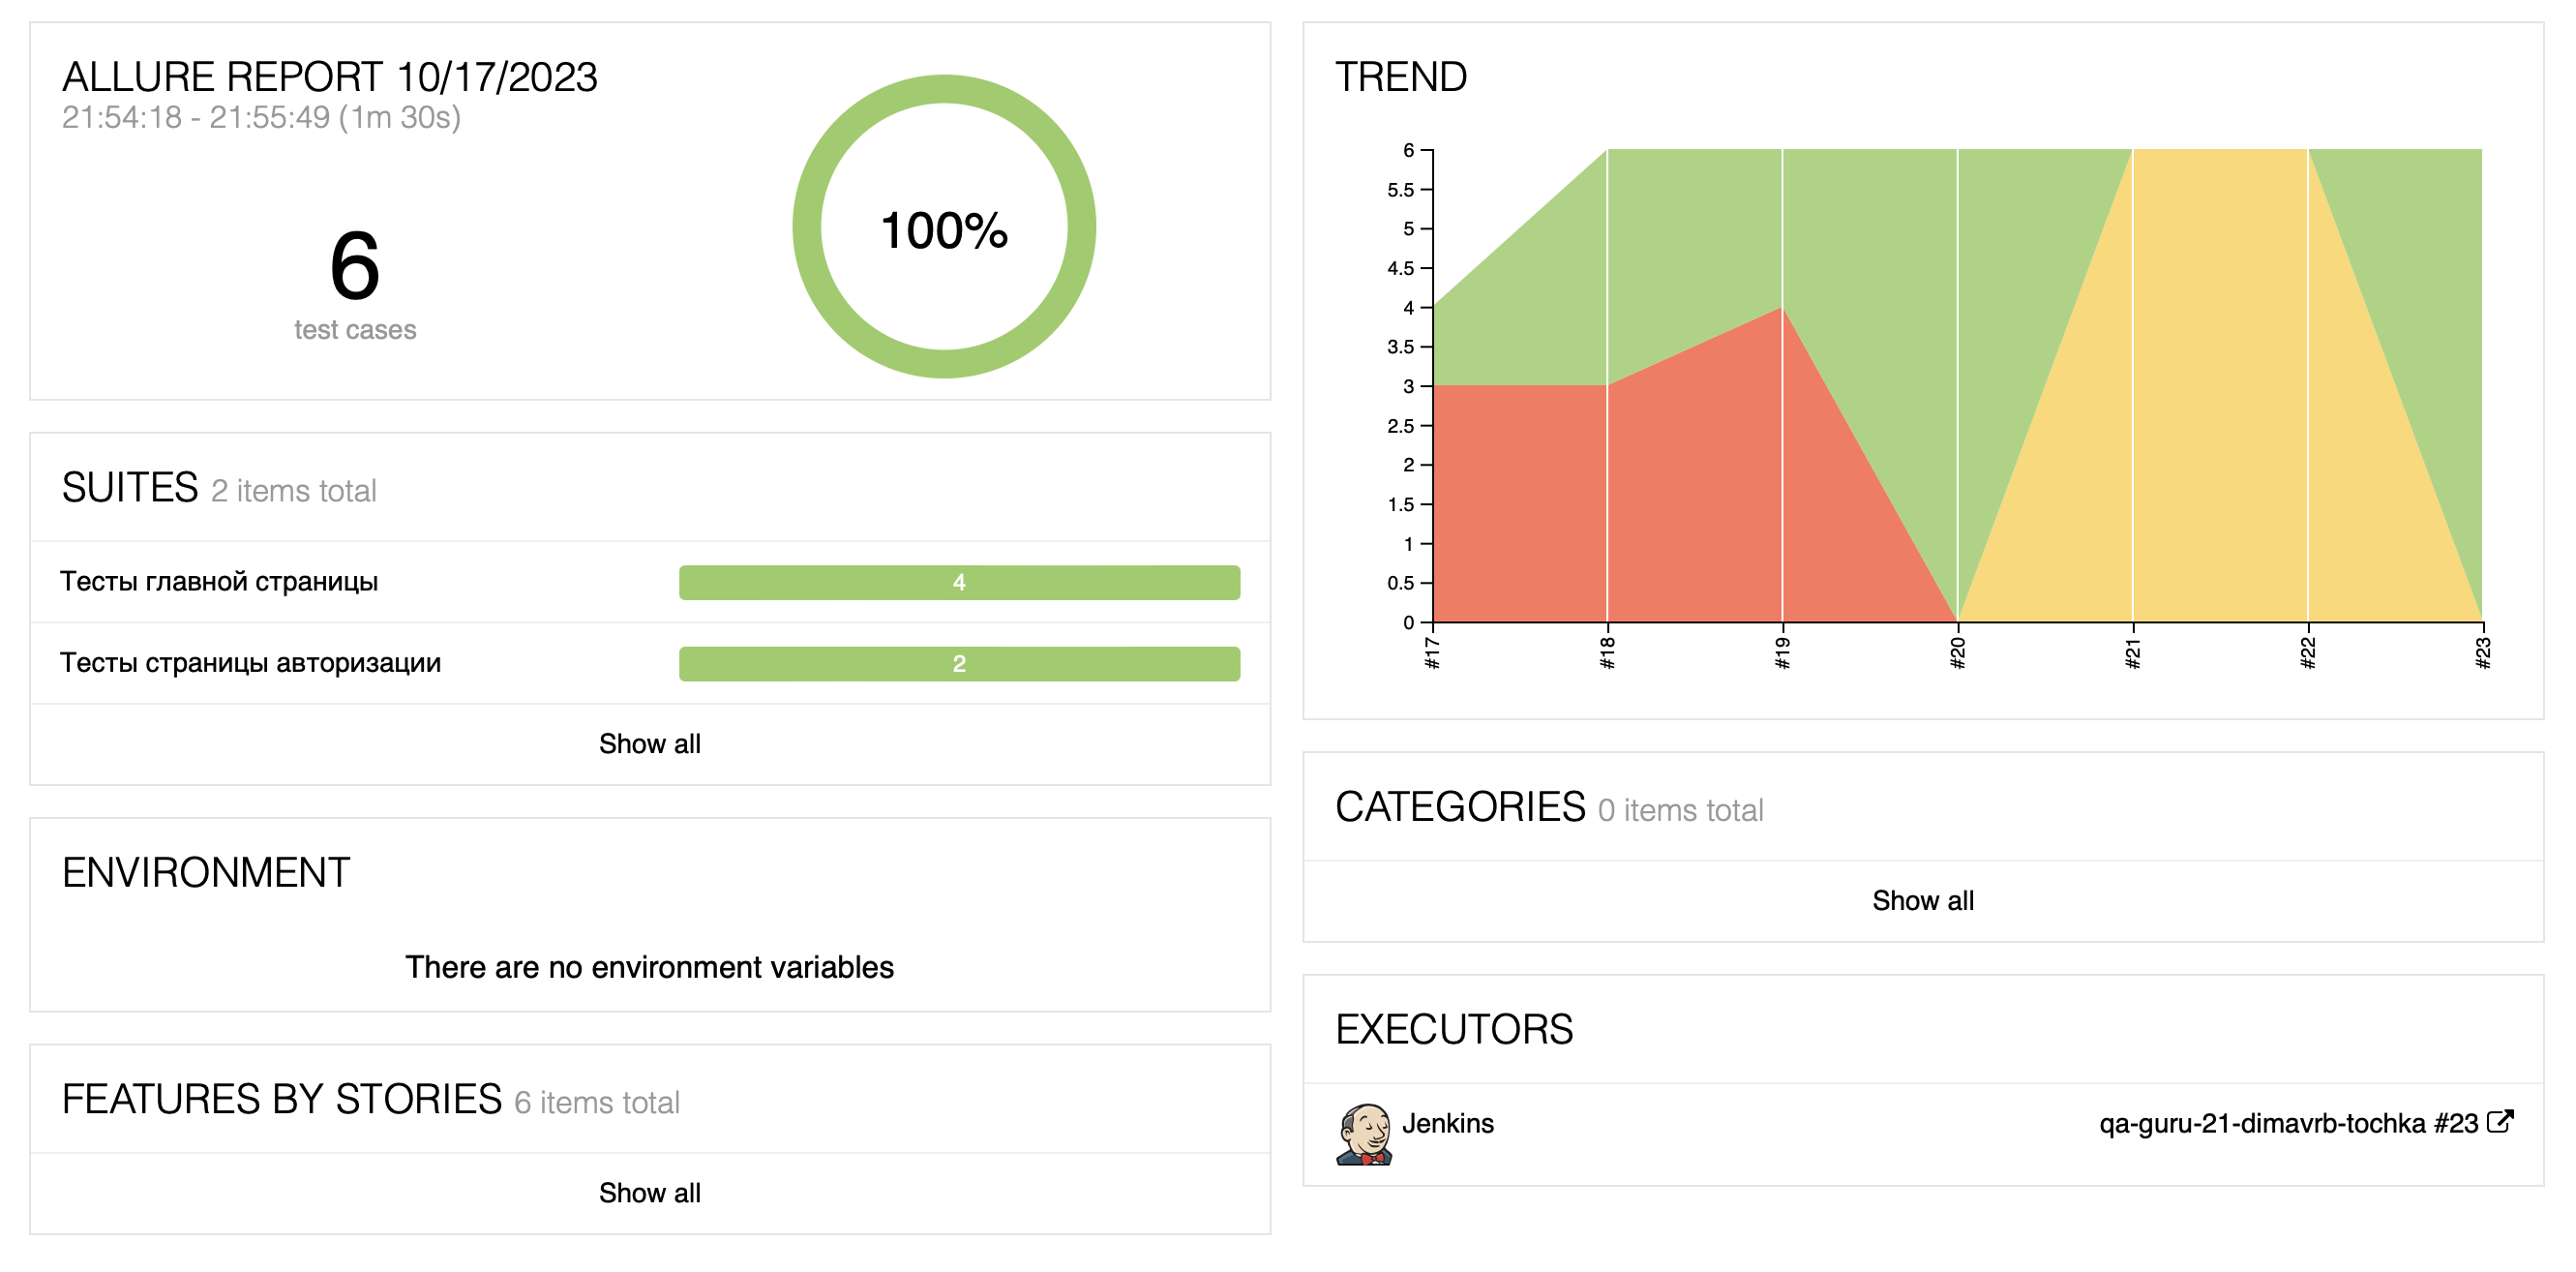 ALLURE REPORT 10/17/2023
21:54:18 - 21:55:49 (1m 30s)
6
test cases
100%
SUITES 2 items total
Тесты главной страницы 4
Тесты страницы авторизации 2
Show all
ENVIRONMENT
There are no environment variables
FEATURES BY STORIES 6 items total
Show all
TREND
6
5.5
5
4.5
4
3.5
3
2.5
2
1.5
1
0.5
0
#17 #18 #19 #20 #21 #22 #23
CATEGORIES 0 items total
Show all
EXECUTORS
Jenkins qa-guru-21-dimavrb-tochka #23